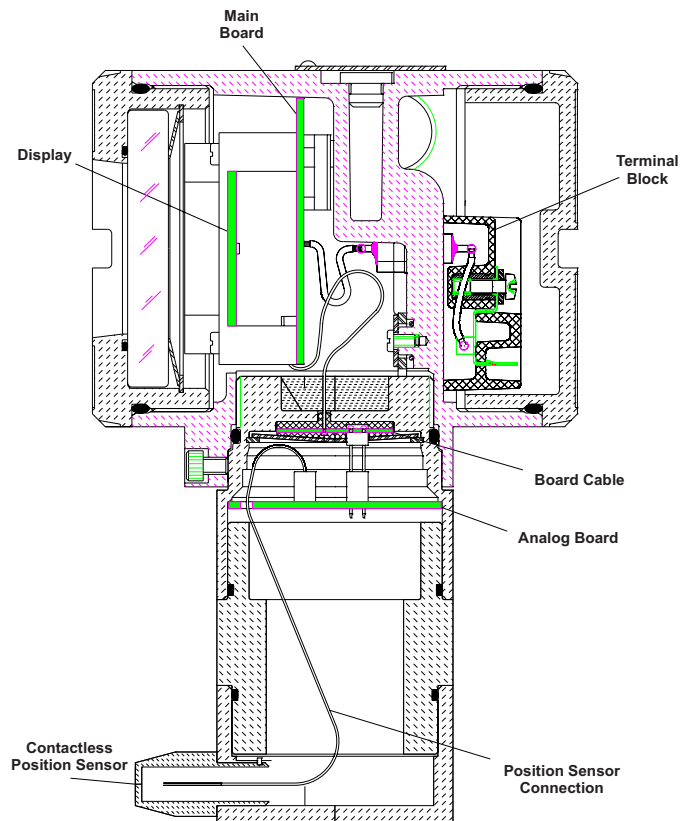 Main
Board
Display
Terminal
Block
Board Cable
Analog Board
Contactless
Position Sensor
Position Sensor
Connection